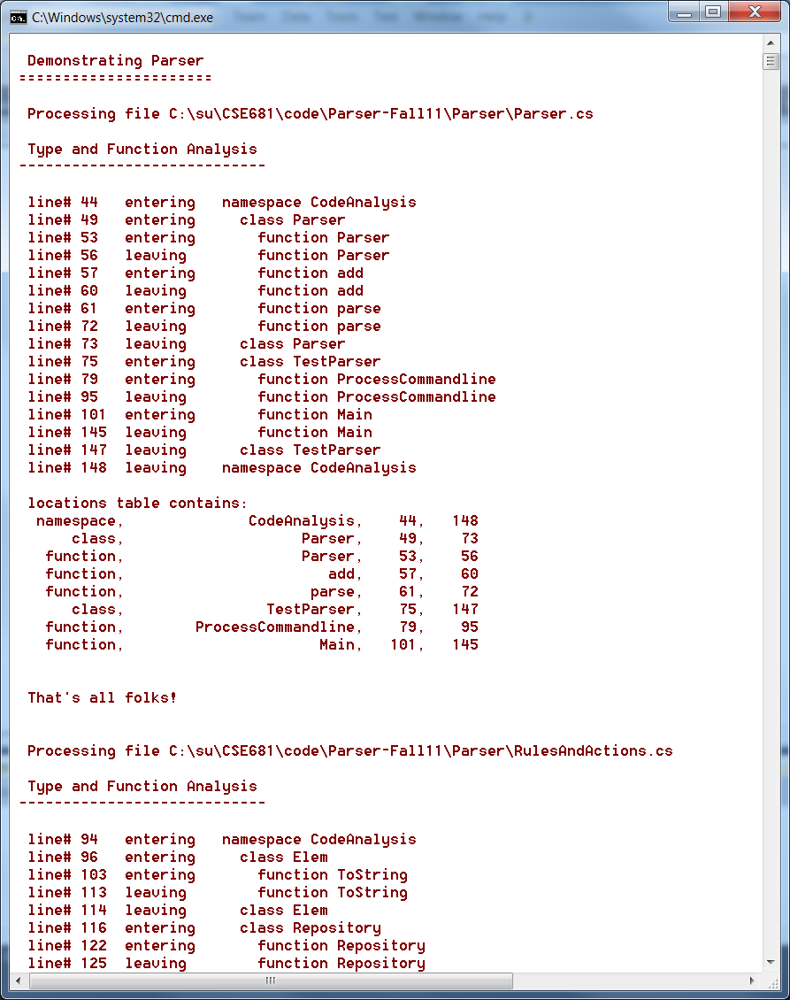 C:\Windows\system32\cmd.exe
Team Data Tools Test Window Help
Demonstrating Parser
----------------------
Processing file C:\su\CSE681\code\Parser-Fall11\Parser\Parser.cs
Type and Function Analysis
----------------------------
line# 44   entering   namespace CodeAnalysis
line# 49   entering     class Parser
line# 53   entering       function Parser
line# 56   leaving        function Parser
line# 57   entering       function add
line# 60   leaving        function add
line# 61   entering       function parse
line# 72   leaving        function parse
line# 73   leaving      class Parser
line# 75   entering     class TestParser
line# 79   entering       function ProcessCommandline
line# 95   leaving        function ProcessCommandline
line# 101  entering       function Main
line# 145  leaving        function Main
line# 147  leaving      class TestParser
line# 148  leaving    namespace CodeAnalysis
locations table contains:
namespace,              CodeAnalysis,    44,   148
class,                    Parser,    49,    73
function,                    Parser,    53,    56
function,                       add,    57,    60
function,                     parse,    61,    72
class,                TestParser,    75,   147
function,        ProcessCommandline,    79,    95
function,                      Main,   101,   145
That's all folks!
Processing file C:\su\CSE681\code\Parser-Fall11\Parser\RulesAndActions.cs
Type and Function Analysis
----------------------------
line# 94   entering   namespace CodeAnalysis
line# 96   entering     class Elem
line# 103  entering       function ToString
line# 113  leaving        function ToString
line# 114  leaving      class Elem
line# 116  entering     class Repository
line# 122  entering       function Repository
line# 125  leaving        function Repository